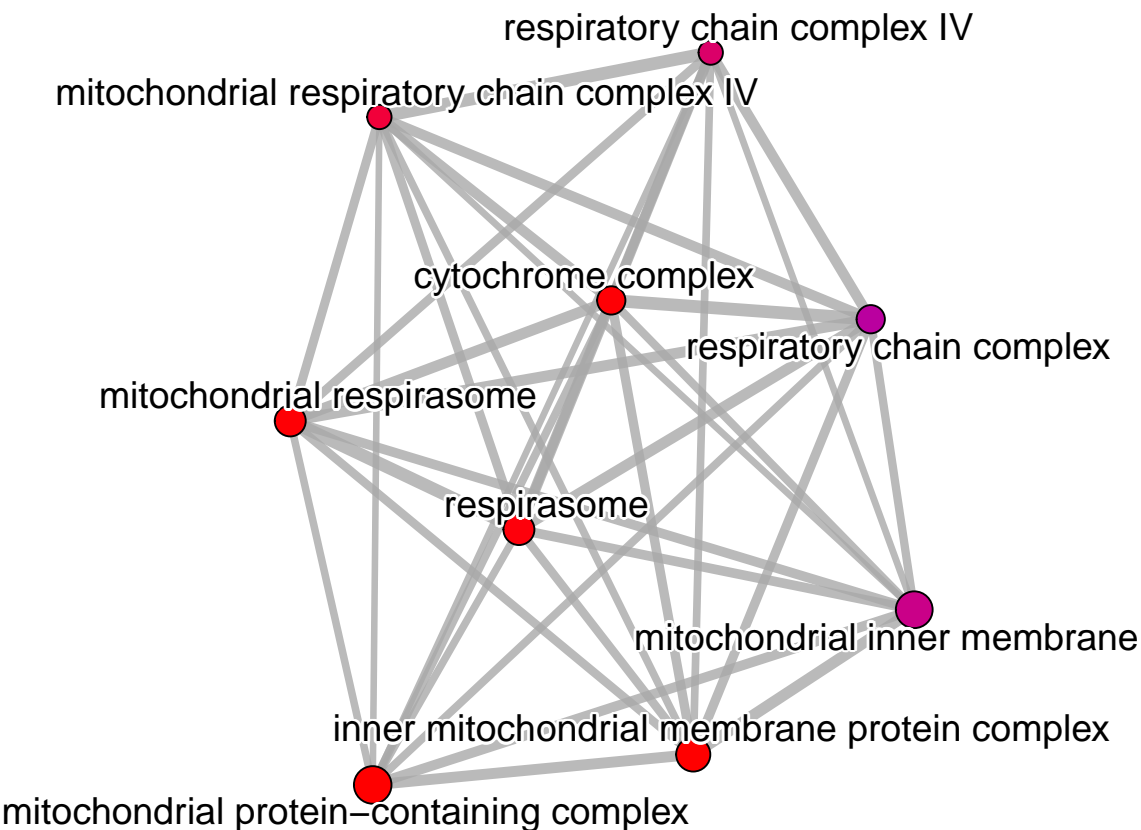 respiratory chain complex IV
mitochondrial respiratory chain complex IV
cytochrome complex
respiratory chain complex
mitochondrial respirasome
respirasome
mitochondrial inner membrane
inner mitochondrial membrane protein complex
mitochondrial protein−containing complex